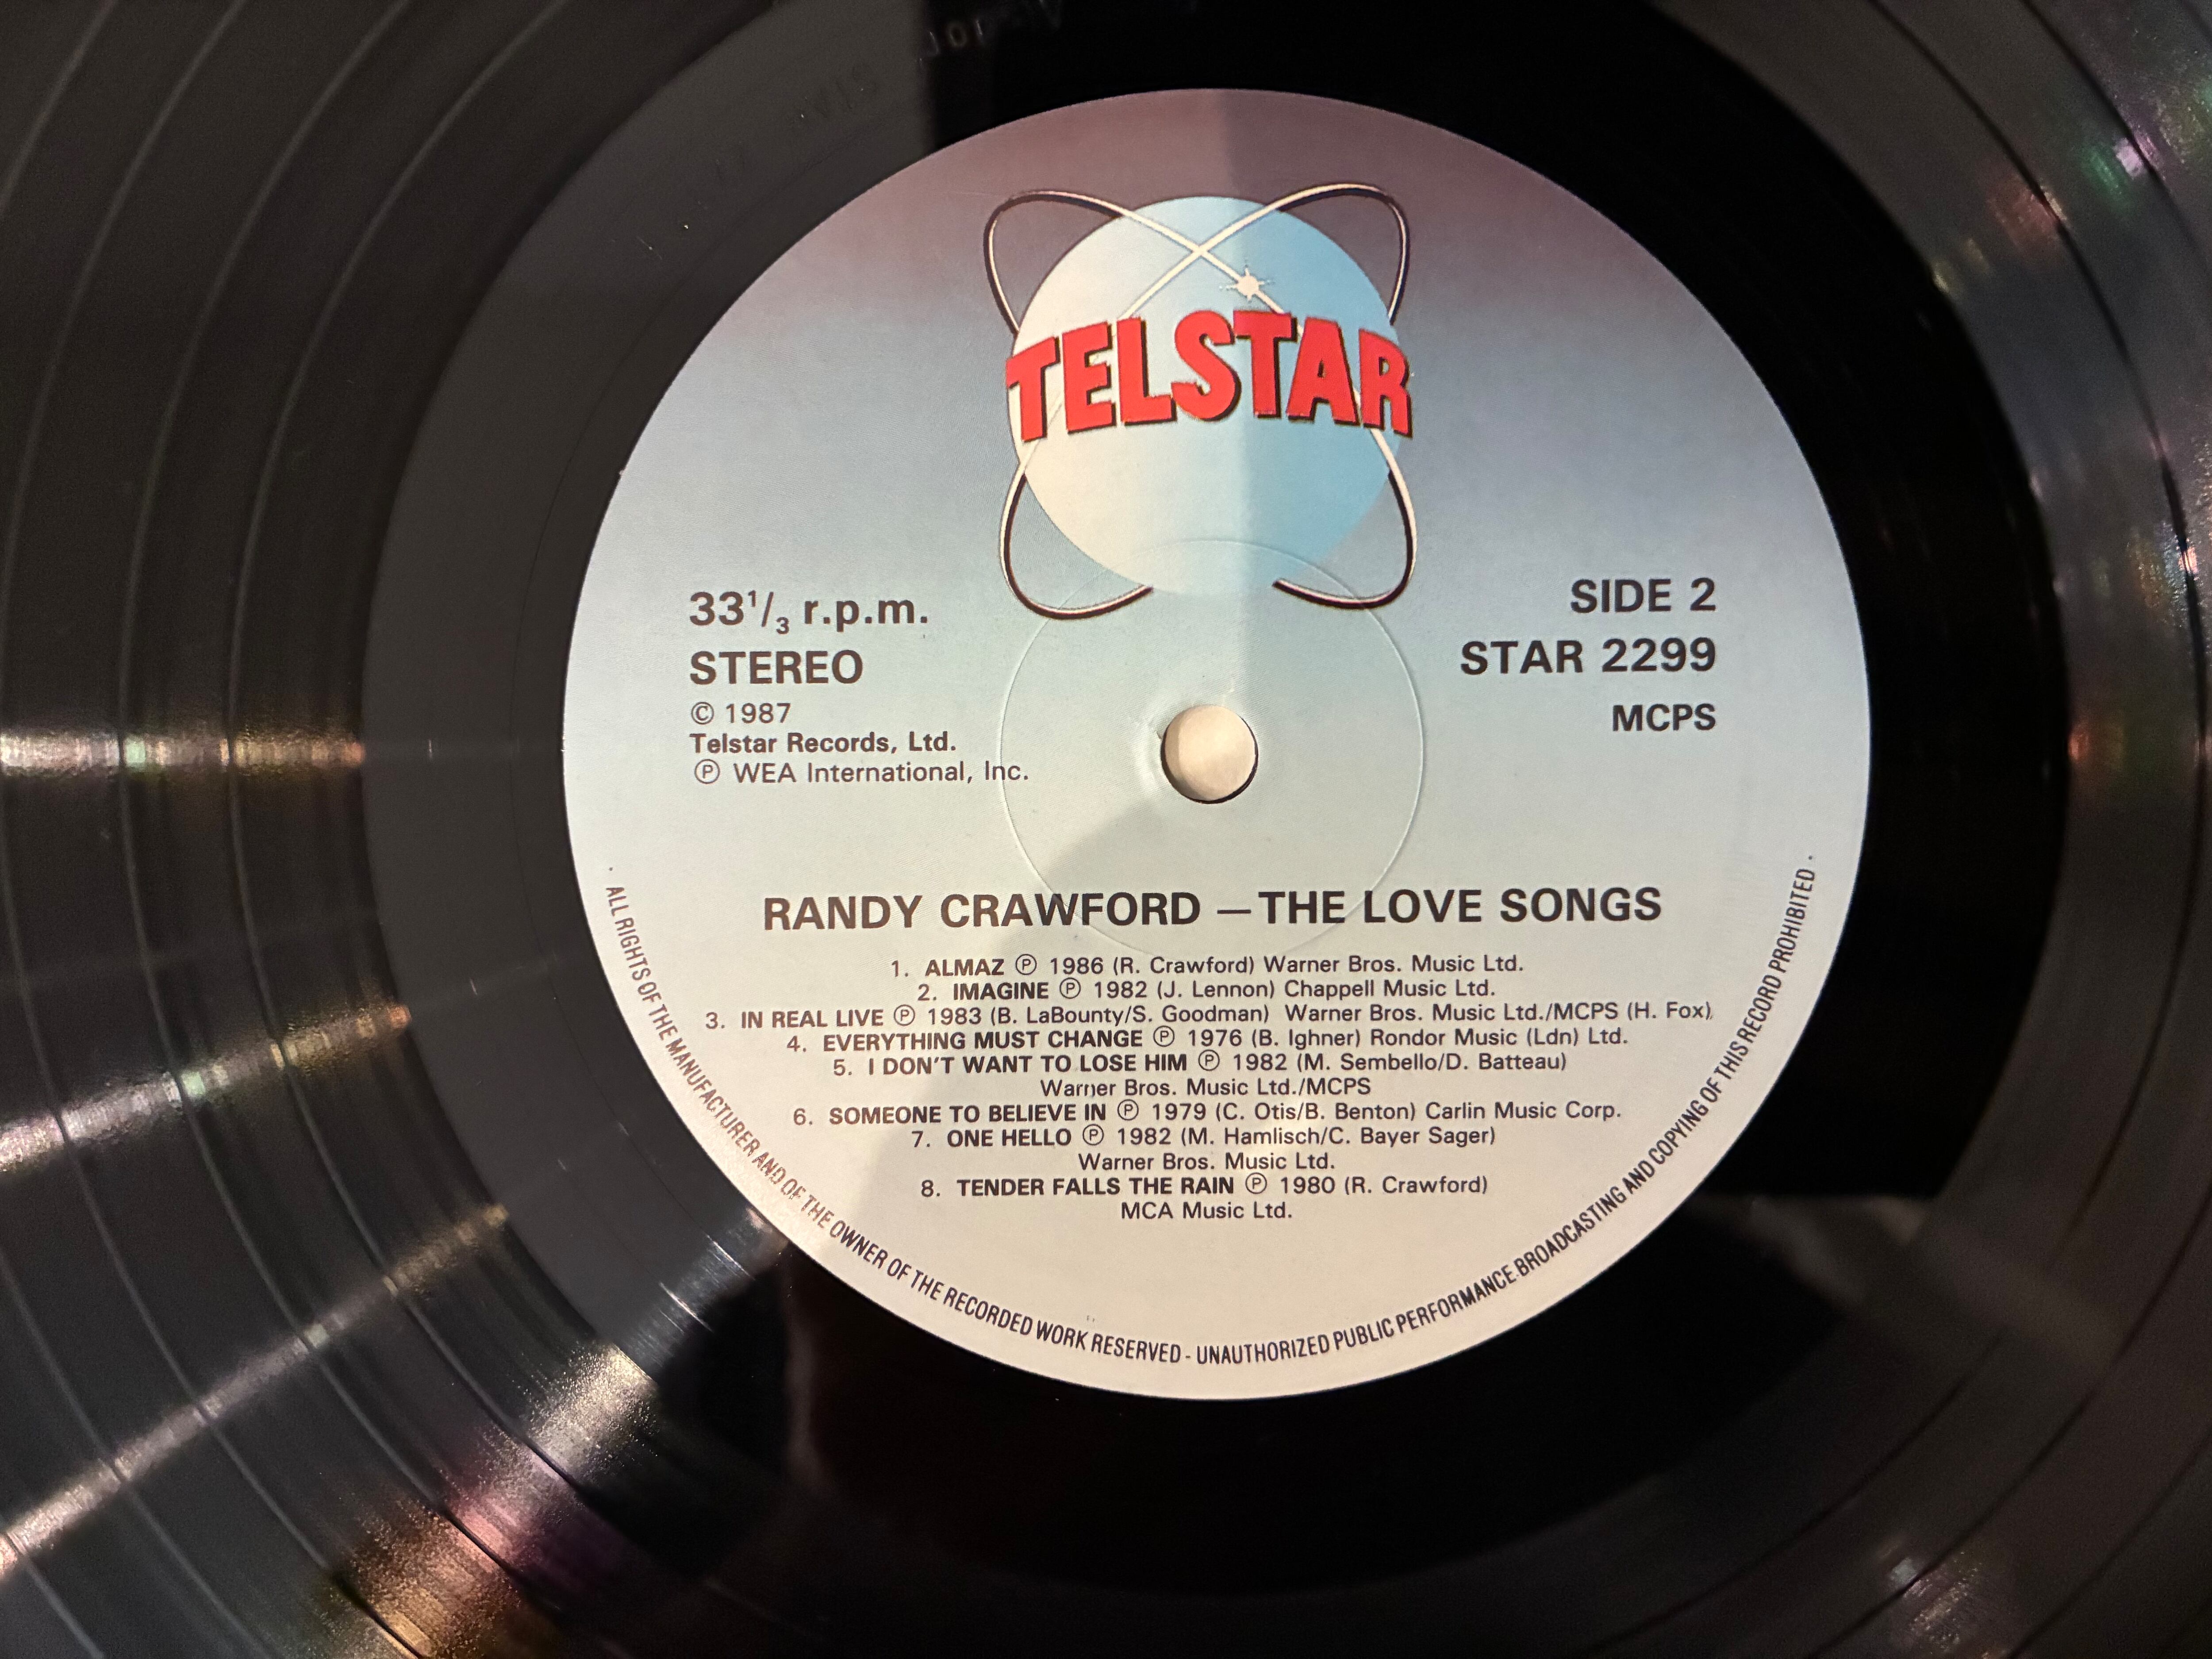 TELSTAR
33¹/₃ r.p.m.
STEREO
© 1987
Telstar Records, Ltd.
℗ WEA International, Inc.
SIDE 2
STAR 2299
MCPS
RANDY CRAWFORD — THE LOVE SONGS
1. ALMAZ ℗ 1986 (R. Crawford) Warner Bros. Music Ltd.
2. IMAGINE ℗ 1982 (J. Lennon) Chappell Music Ltd.
3. IN REAL LIVE ℗ 1983 (B. LaBounty/S. Goodman) Warner Bros. Music Ltd./MCPS (H. Fox).
4. EVERYTHING MUST CHANGE ℗ 1976 (B. Ighner) Rondor Music (Ldn) Ltd.
5. I DON'T WANT TO LOSE HIM ℗ 1982 (M. Sembello/D. Batteau)
Warner Bros. Music Ltd./MCPS
6. SOMEONE TO BELIEVE IN ℗ 1979 (C. Otis/B. Benton) Carlin Music Corp.
7. ONE HELLO ℗ 1982 (M. Hamlisch/C. Bayer Sager)
Warner Bros. Music Ltd.
8. TENDER FALLS THE RAIN ℗ 1980 (R. Crawford)
MCA Music Ltd.
· ALL RIGHTS OF THE MANUFACTURER AND OF THE OWNER OF THE RECORDED WORK RESERVED - UNAUTHORIZED PUBLIC PERFORMANCE BROADCASTING AND COPYING OF THIS RECORD PROHIBITED ·